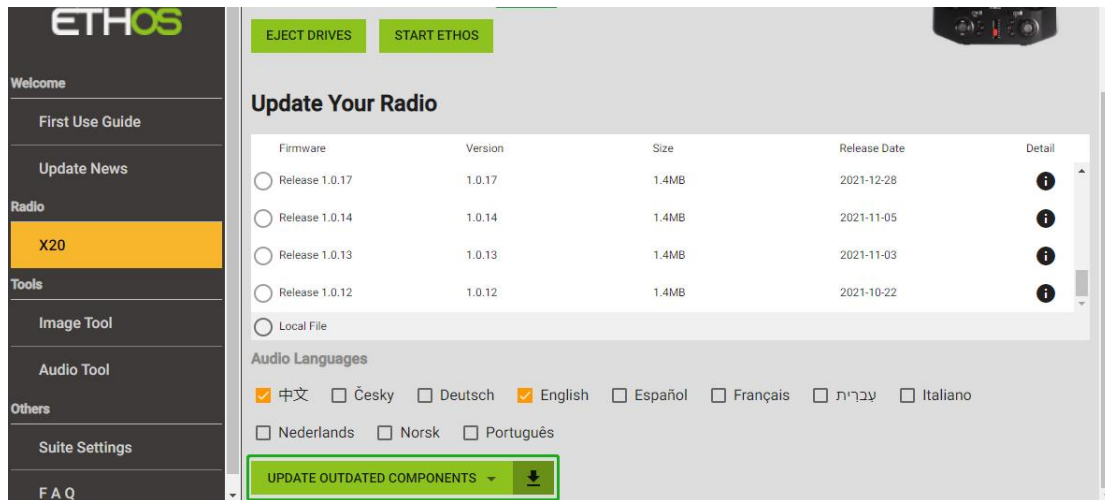 ETHOS
Welcome
First Use Guide
Update News
Radio
X20
Tools
Image Tool
Audio Tool
Others
Suite Settings
F A Q
EJECT DRIVES START ETHOS
Update Your Radio
Firmware Version Size Release Date Detail
Release 1.0.17 1.0.17 1.4MB 2021-12-28
Release 1.0.14 1.0.14 1.4MB 2021-11-05
Release 1.0.13 1.0.13 1.4MB 2021-11-03
Release 1.0.12 1.0.12 1.4MB 2021-10-22
Local File
Audio Languages
中文 Česky Deutsch English Español Français עִברִית Italiano
Nederlands Norsk Português
UPDATE OUTDATED COMPONENTS